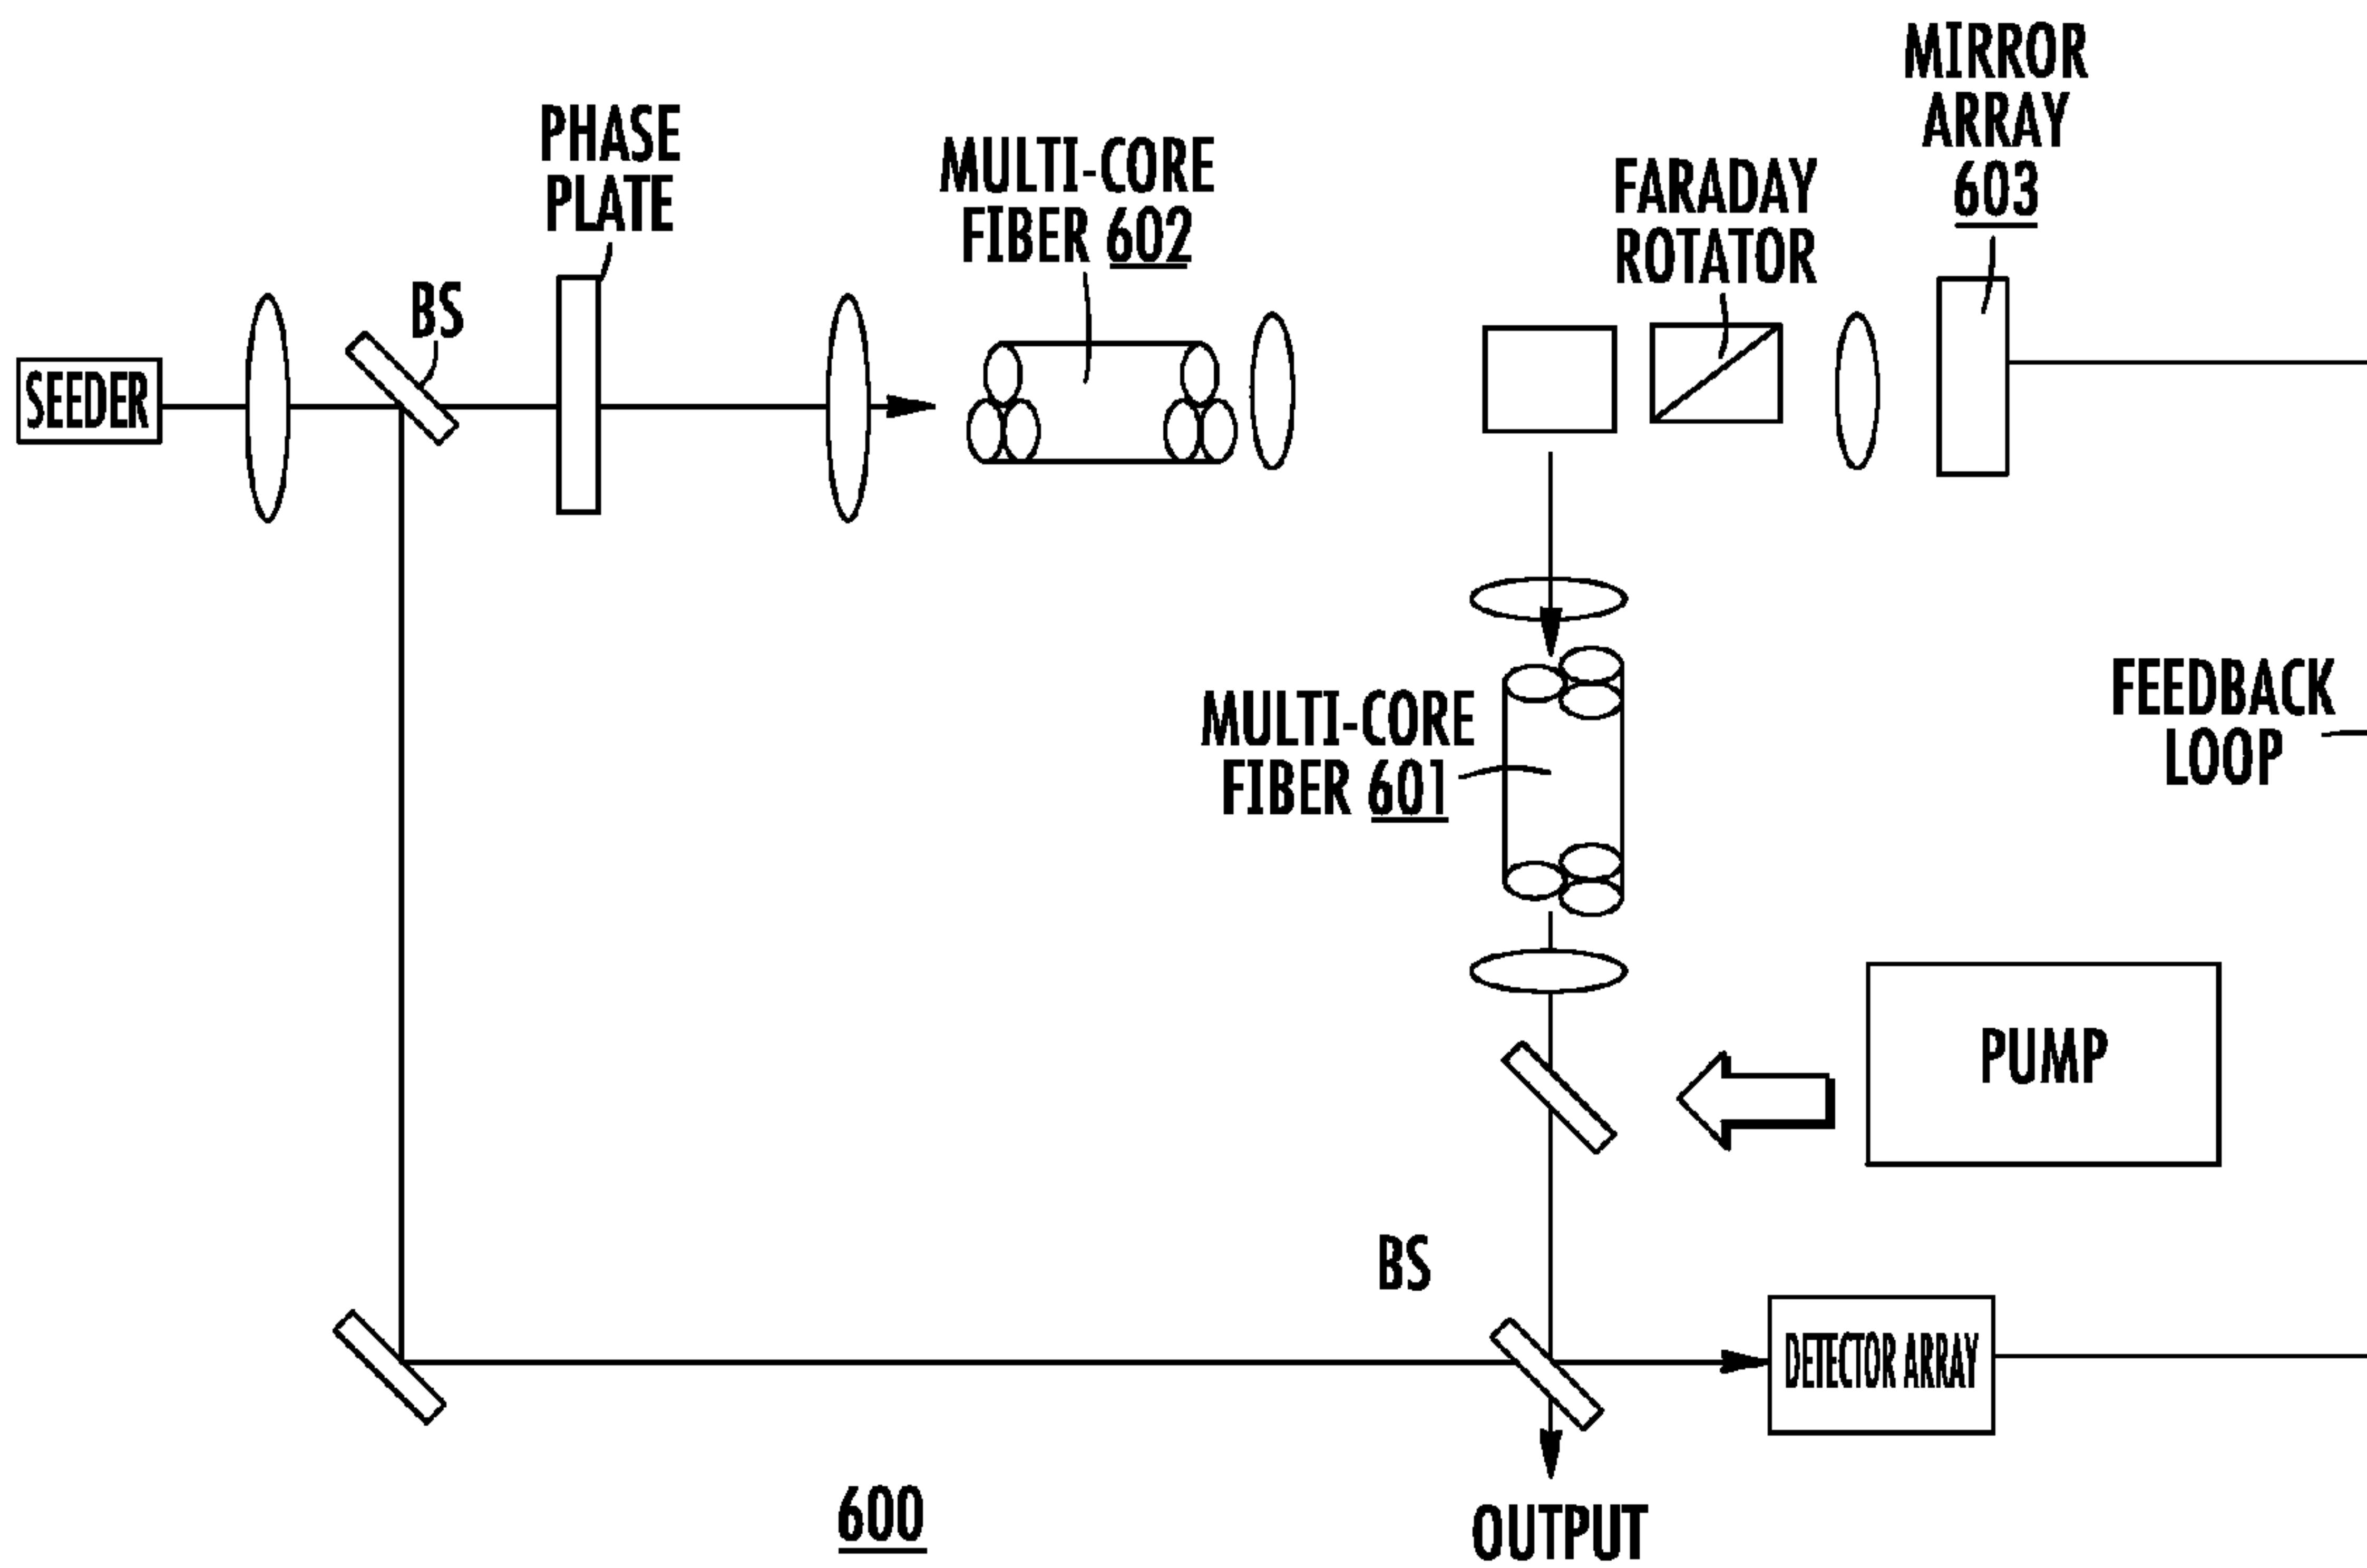 MIRROR
ARRAY
603
PHASE
PLATE
MULTI-CORE
FIBER 602
FARADAY
ROTATOR
BS
SEEDER
MULTI-CORE
FIBER 601
FEEDBACK
LOOP
PUMP
BS
DETECTOR ARRAY
600
OUTPUT